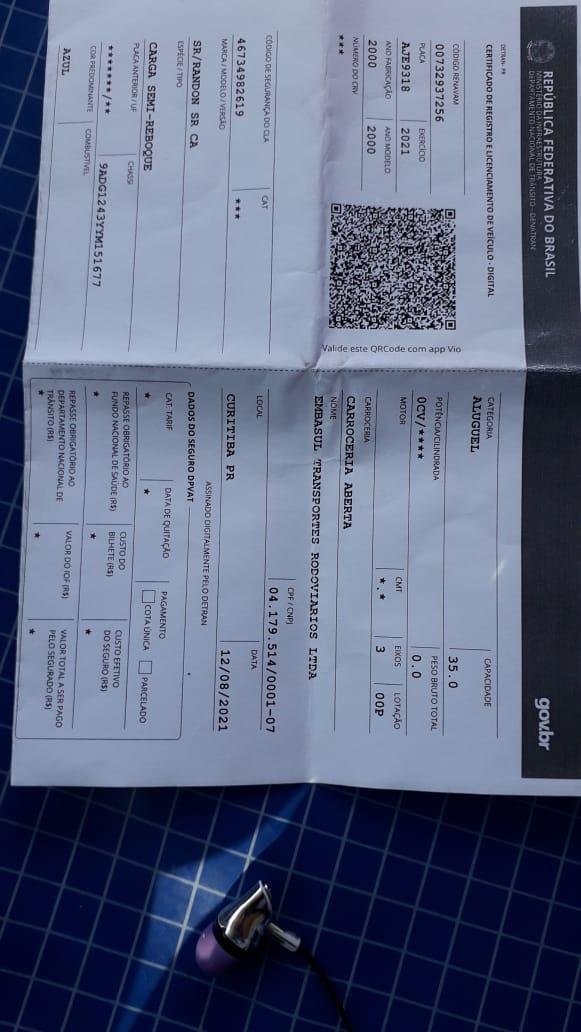 REPÚBLICA FEDERATIVA DO BRASIL
MINISTÉRIO DA INFRAESTRUTURA
DEPARTAMENTO NACIONAL DE TRÂNSITO - DENATRAN
gov.br
DETRAN- PR
CERTIFICADO DE REGISTRO E LICENCIAMENTO DE VEÍCULO - DIGITAL
CÓDIGO RENAVAM
00732937256
PLACA EXERCÍCIO
AJE9318 2021
ANO FABRICAÇÃO ANO MODELO
2000 2000
NÚMERO DO CRV
***
Valide este QRCode com app Vio
CÓDIGO DE SEGURANÇA DO CLA CAT
46734982619 ***
MARCA / MODELO / VERSÃO
SR/RANDON SR CA
ESPÉCIE / TIPO
CARGA SEMI-REBOQUE
PLACA ANTERIOR / UF CHASSI
*******/** 9ADG1243YYM151677
COR PREDOMINANTE COMBUSTÍVEL
AZUL
CATEGORIA CAPACIDADE
ALUGUEL 35.0
POTÊNCIA/CILINDRADA PESO BRUTO TOTAL
0CV/**** 0.0
MOTOR CMT EIXOS LOTAÇÃO
*.* 3 00P
CARROCERIA
CARROCERIA ABERTA
NOME
EMBRASUL TRANSPORTES RODOVIARIOS LTDA
CPF / CNPJ
04.179.514/0001-07
LOCAL DATA
CURITIBA PR 12/08/2021
ASSINADO DIGITALMENTE PELO DETRAN
DADOS DO SEGURO DPVAT
CAT. TARIF DATA DE QUITAÇÃO PAGAMENTO
* * COTA ÚNICA PARCELADO
REPASSE OBRIGATÓRIO AO FUNDO NACIONAL DE SAÚDE (R$) CUSTO DO BILHETE (R$) CUSTO EFETIVO DO SEGURO (R$)
* * *
REPASSE OBRIGATÓRIO AO DEPARTAMENTO NACIONAL DE TRÂNSITO (R$) VALOR DO IOF (R$) VALOR TOTAL A SER PAGO PELO SEGURADO (R$)
* * *